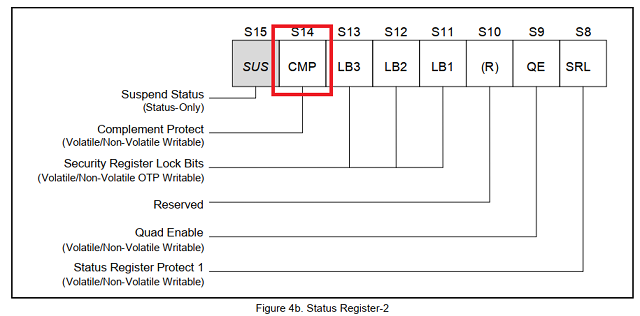 S15 S14 S13 S12 S11 S10 S9 S8
SUS CMP LB3 LB2 LB1 (R) QE SRL
Suspend Status
(Status-Only)
Complement Protect
(Volatile/Non-Volatile Writable)
Security Register Lock Bits
(Volatile/Non-Volatile OTP Writable)
Reserved
Quad Enable
(Volatile/Non-Volatile Writable)
Status Register Protect 1
(Volatile/Non-Volatile Writable)
Figure 4b. Status Register-2